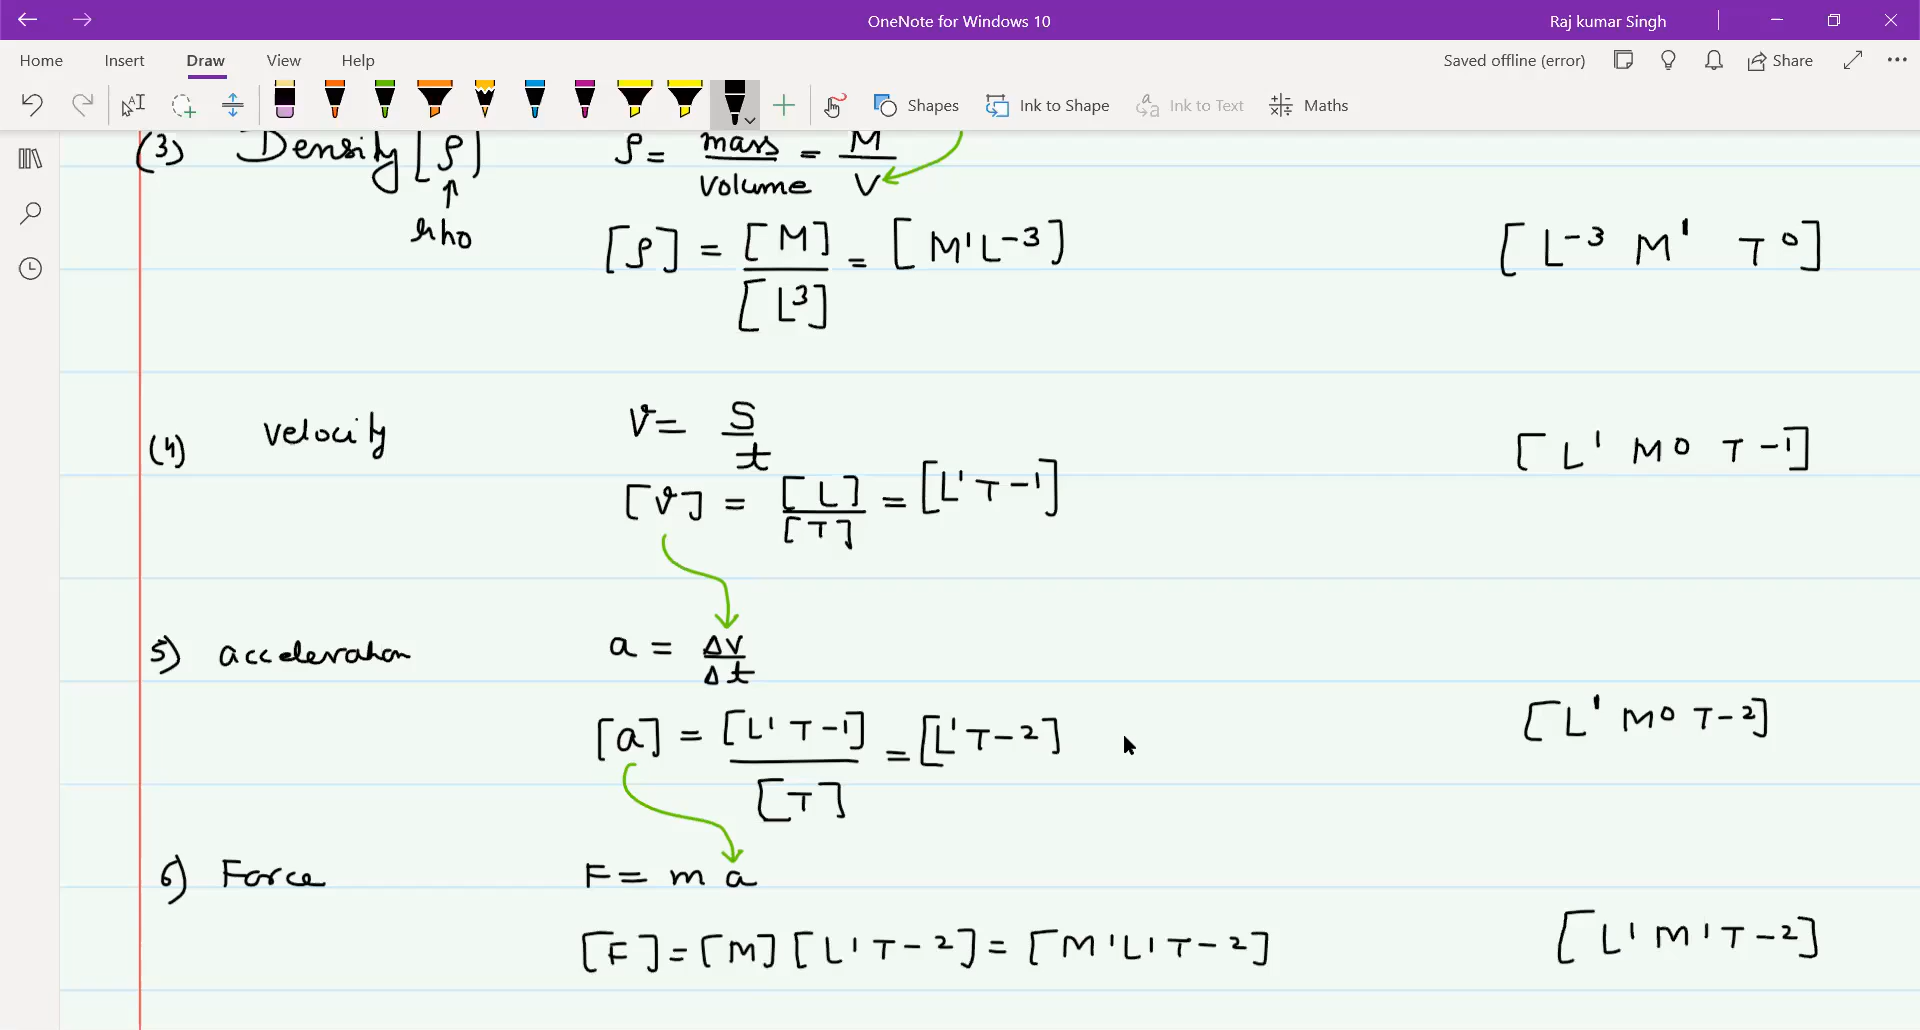 OneNote for Windows 10
Raj kumar Singh
Home Insert Draw View Help
Saved offline (error)
Share
Shapes
Ink to Shape
Ink to Text
Maths
(3) Density [ρ] ρ = mass/volume = M/V
rho
[ρ] = [M]/[L³] = [M¹L⁻³] [L⁻³ M¹ T⁰]
(4) velocity v = S/t
[v] = [L]/[T] = [L¹T⁻¹] [L¹ M⁰ T⁻¹]
5) acceleration a = Δv/Δt
[a] = [L¹T⁻¹]/[T] = [L¹T⁻²] [L¹ M⁰ T⁻²]
6) Force F = m a
[F] = [M] [L¹T⁻²] = [M¹L¹T⁻²] [L¹M¹T⁻²]